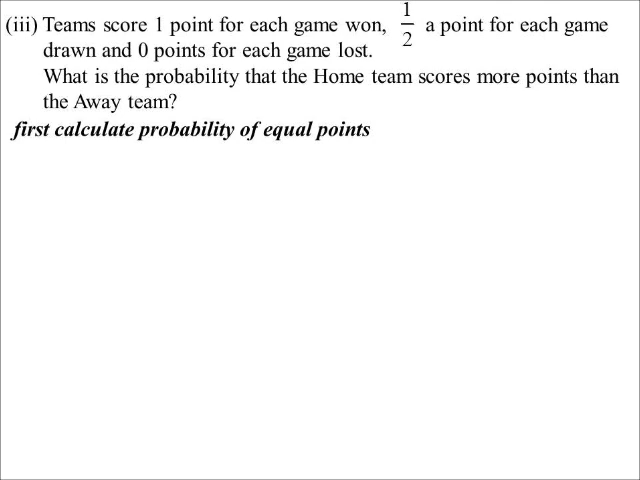 (iii) Teams score 1 point for each game won, 1/2 a point for each game
drawn and 0 points for each game lost.
What is the probability that the Home team scores more points than
the Away team?
first calculate probability of equal points